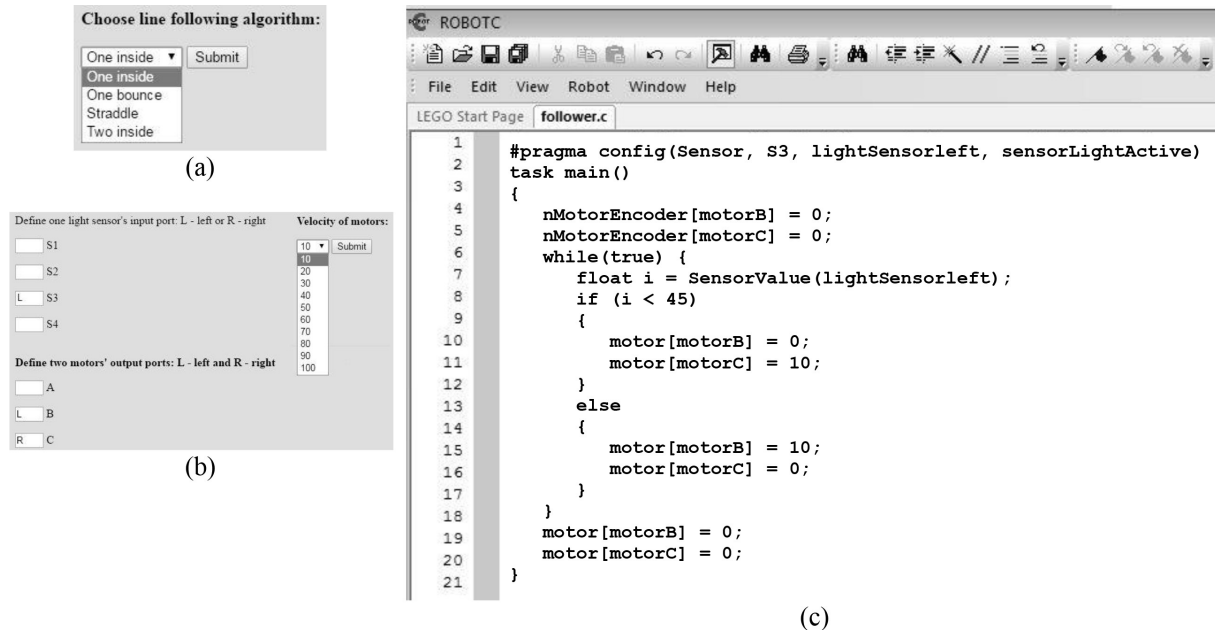 Choose line following algorithm:
One inside ▼ Submit
One inside
One bounce
Straddle
Two inside
(a)
Define one light sensor's input port: L - left or R - right
S1
S2
L S3
S4
Define two motors' output ports: L - left and R - right
A
L B
R C
Velocity of motors:
10 ▼ Submit
10
20
30
40
50
60
70
80
90
100
(b)
ROBOTC
File Edit View Robot Window Help
LEGO Start Page follower.c
1 #pragma config(Sensor, S3, lightSensorleft, sensorLightActive)
2 task main()
3 {
4 nMotorEncoder[motorB] = 0;
5 nMotorEncoder[motorC] = 0;
6 while(true) {
7 float i = SensorValue(lightSensorleft);
8 if (i < 45)
9 {
10 motor[motorB] = 0;
11 motor[motorC] = 10;
12 }
13 else
14 {
15 motor[motorB] = 10;
16 motor[motorC] = 0;
17 }
18 }
19 motor[motorB] = 0;
20 motor[motorC] = 0;
21 }
(c)